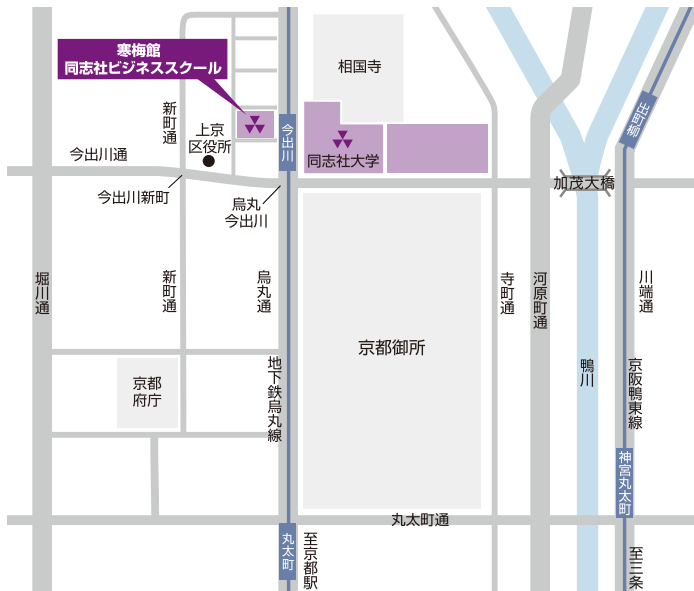 寒梅館
同志社ビジネススクール
相国寺
新町通
上京
区役所
今出川
同志社大学
出町柳
今出川通
加茂大橋
今出川新町
烏丸
今出川
堀川通
新町通
烏丸通
寺町通
河原町通
川端通
京都御所
地下鉄烏丸線
鴨川
京阪鴨東線
京都
府庁
神宮丸太町
丸太町通
丸太町
至京都駅
至三条